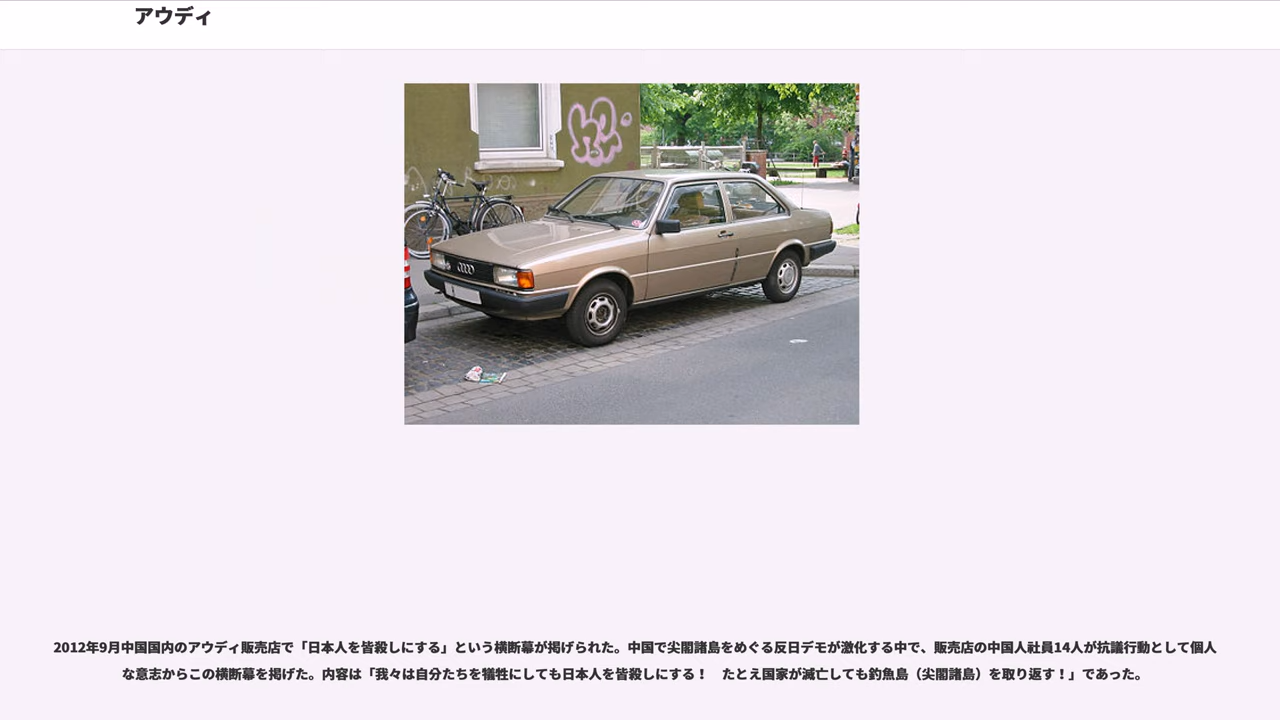 アウディ
2012年9月中国国内のアウディ販売店で「日本人を皆殺しにする」という横断幕が掲げられた。中国で尖閣諸島をめぐる反日デモが激化する中で、販売店の中国人社員14人が抗議行動として個人
な意志からこの横断幕を掲げた。内容は「我々は自分たちを犠牲にしても日本人を皆殺しにする！　たとえ国家が滅亡しても釣魚島（尖閣諸島）を取り返す！」であった。